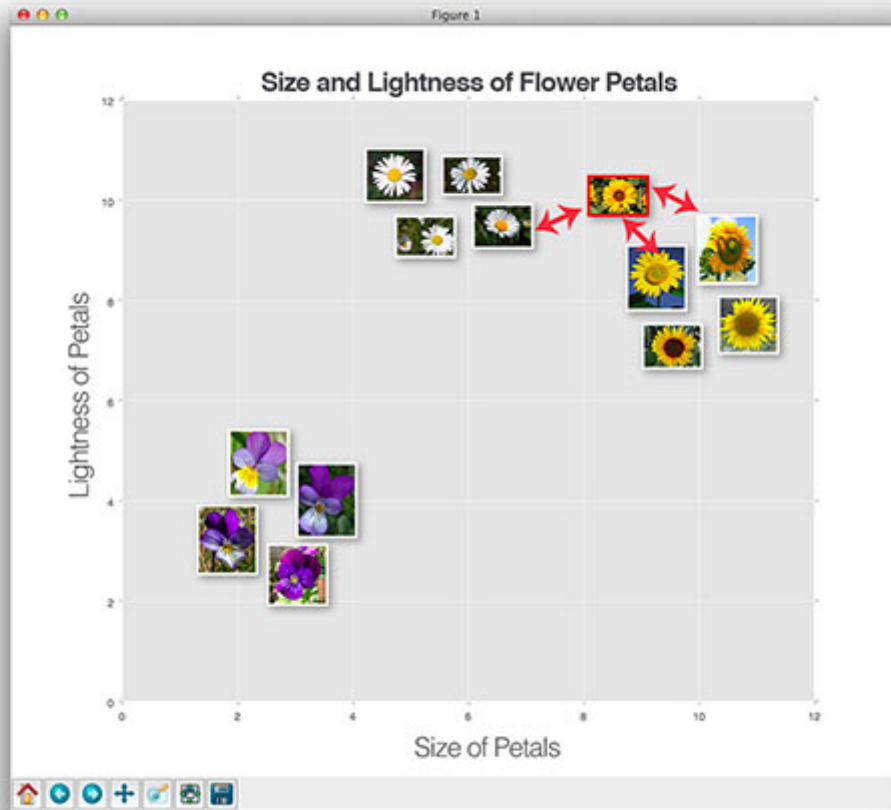 Figure 1
Size and Lightness of Flower Petals
12
10
8
6
4
2
0
Lightness of Petals
0 2 4 6 8 10 12
Size of Petals